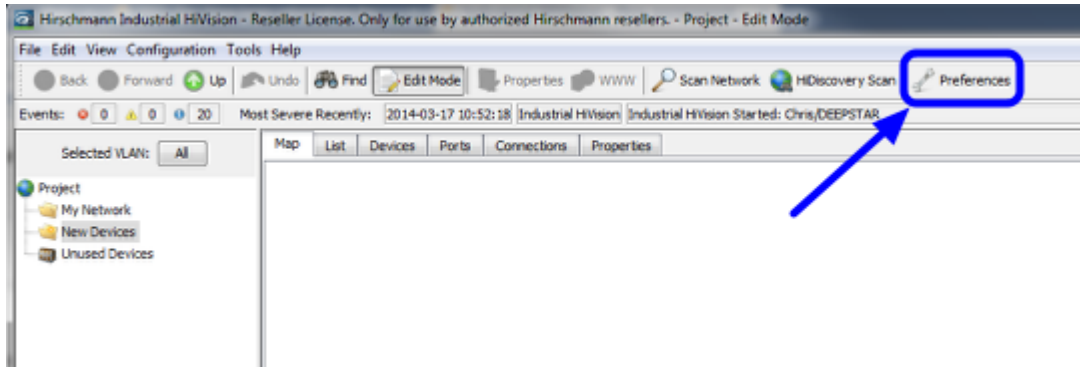 Hirschmann Industrial HiVision - Reseller License. Only for use by authorized Hirschmann resellers. - Project - Edit Mode
File Edit View Configuration Tools Help
Back Forward Up Undo Find Edit Mode Properties WWW Scan Network HiDiscovery Scan Preferences
Events: 0 0 20 Most Severe Recently: 2014-03-17 10:52:18 Industrial HiVision Industrial HiVision Started: Chris/DEEPSTAR
Selected VLAN: All Map List Devices Ports Connections Properties
Project
My Network
New Devices
Unused Devices